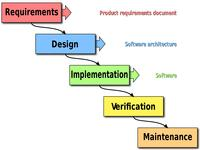 Requirements
Product requirements document
Design
Software architecture
Implementation
Software
Verification
Maintenance